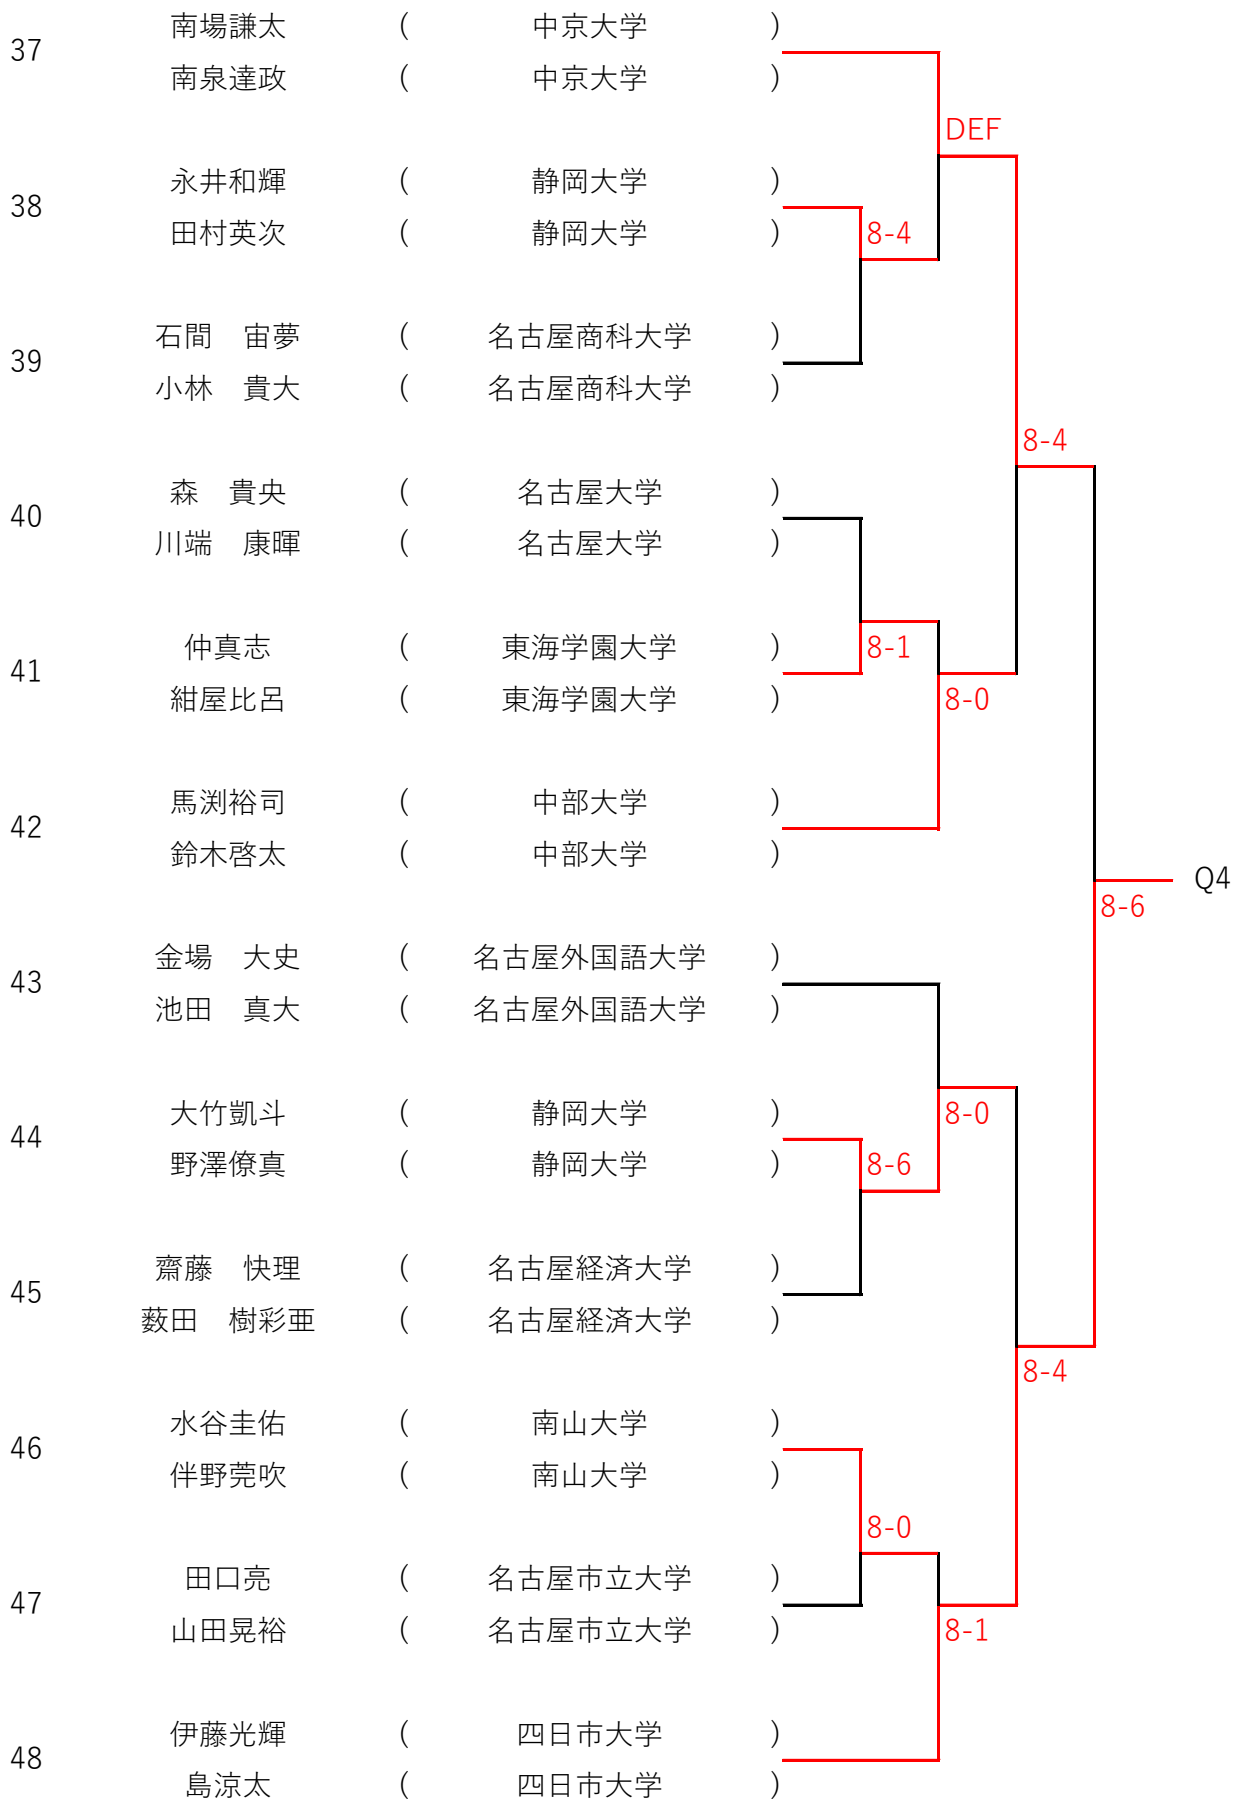 南場謙太 ( 中京大学 )
37
南泉達政 ( 中京大学 )
DEF
永井和輝 ( 静岡大学 )
38
田村英次 ( 静岡大学 ) 8-4
石間　宙夢 ( 名古屋商科大学 )
39
小林　貴大 ( 名古屋商科大学 )
8-4
森　貴央 ( 名古屋大学 )
40
川端　康暉 ( 名古屋大学 )
仲真志 ( 東海学園大学 ) 8-1
41
紺屋比呂 ( 東海学園大学 ) 8-0
馬渕裕司 ( 中部大学 )
42
鈴木啓太 ( 中部大学 )
Q4
8-6
金場　大史 ( 名古屋外国語大学 )
43
池田　真大 ( 名古屋外国語大学 )
大竹凱斗 ( 静岡大学 ) 8-0
44
野澤僚真 ( 静岡大学 ) 8-6
齋藤　快理 ( 名古屋経済大学 )
45
薮田　樹彩亜 ( 名古屋経済大学 )
8-4
水谷圭佑 ( 南山大学 )
46
伴野莞吹 ( 南山大学 )
8-0
田口亮 ( 名古屋市立大学 )
47
山田晃裕 ( 名古屋市立大学 ) 8-1
伊藤光輝 ( 四日市大学 )
48
島涼太 ( 四日市大学 )